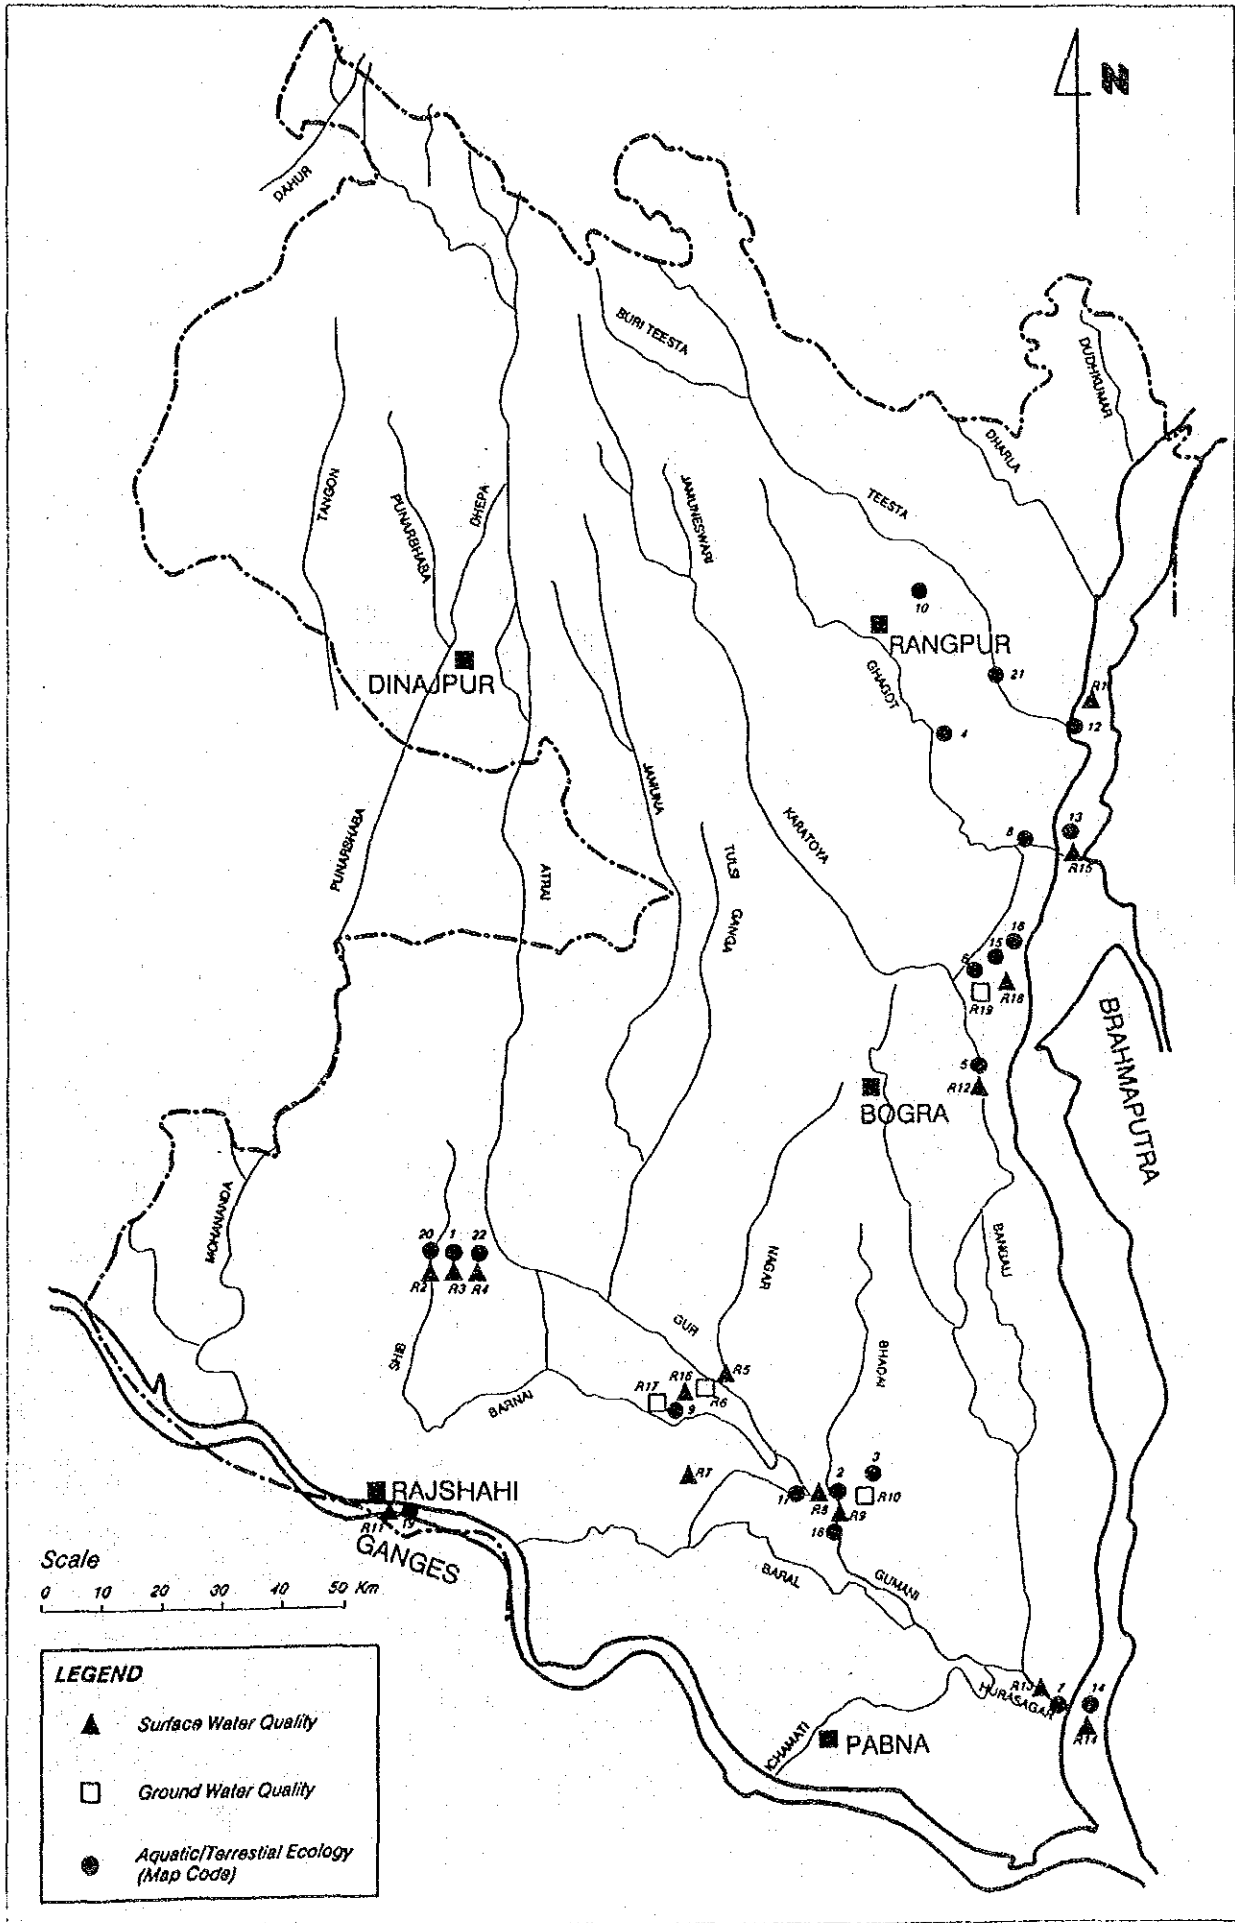 N
DAHUR
BURI TEESTA
DUDHKUMAR
DHARLA
TEESTA
TANGON
PUNARBHABA
DHEPA
JAMUNESWARI
10
RANGPUR
DINAJPUR
GHAGOT
21
R1
12
4
JAMUNA
KARATOYA
PUNARBHABA
ATRAI
TULSI GANGA
8
13
R15
16
15
6
R18
R19
BRAHMAPUTRA
5
R12
BOGRA
MOHANANDA
20
1
22
R2
R3
R4
NAGAR
BANGALI
GUR
BHADAI
SHIB
BARNAI
R5
R16
R17
R6
9
R7
2
3
17
R8
R10
R9
18
RAJSHAHI
R11
19
GANGES
BARAL
GUMANI
Scale
0 10 20 30 40 50 Km
R13
7
14
HURASAGAR
R14
ICHAMATI
PABNA
LEGEND
Surface Water Quality
Ground Water Quality
Aquatic/Terrestial Ecology
(Map Code)